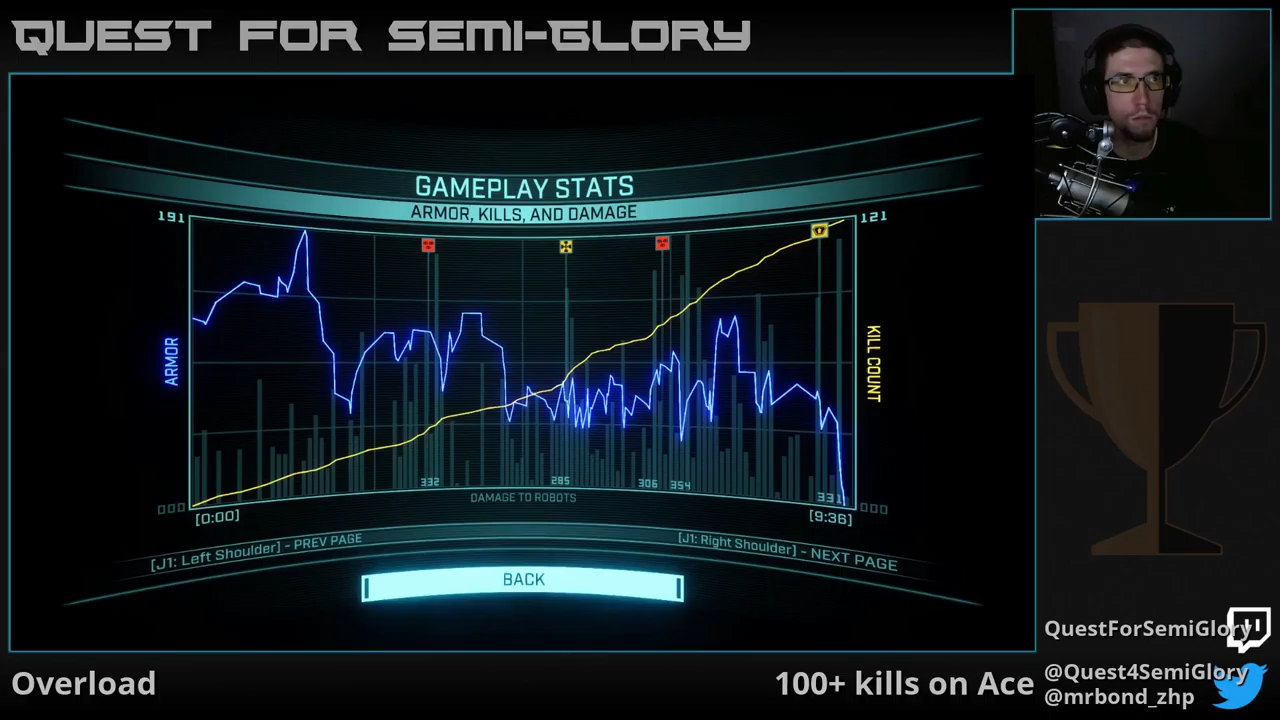 QUEST FOR SEMI-GLORY
GAMEPLAY STATS
ARMOR, KILLS, AND DAMAGE
191
121
ARMOR
KILL COUNT
332
285
306
354
331
DAMAGE TO ROBOTS
000
000
[0:00]
[9:36]
[J1: Left Shoulder] - PREV PAGE
[J1: Right Shoulder] - NEXT PAGE
BACK
QuestForSemiGlory
@Quest4SemiGlory
@mrbond_zhp
Overload
100+ kills on Ace